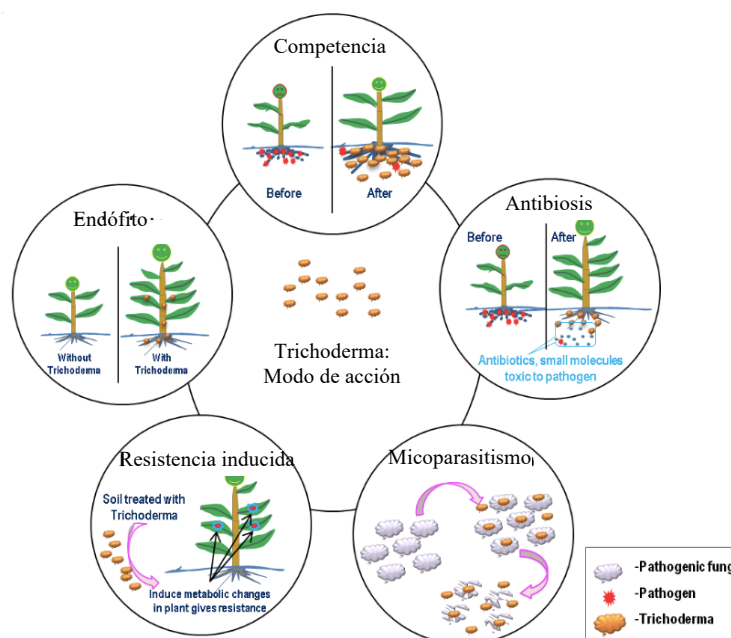 Competencia
Before
After
Antibiosis
Before
After
Antibiotics, small molecules
toxic to pathogen
Endófito
Without
Trichoderma
With
Trichoderma
Trichoderma:
Modo de acción
Resistencia inducida
Soil treated with
Trichoderma
Induce metabolic changes
in plant gives resistance
Micoparasitismo
-Pathogenic fung
-Pathogen
-Trichoderma